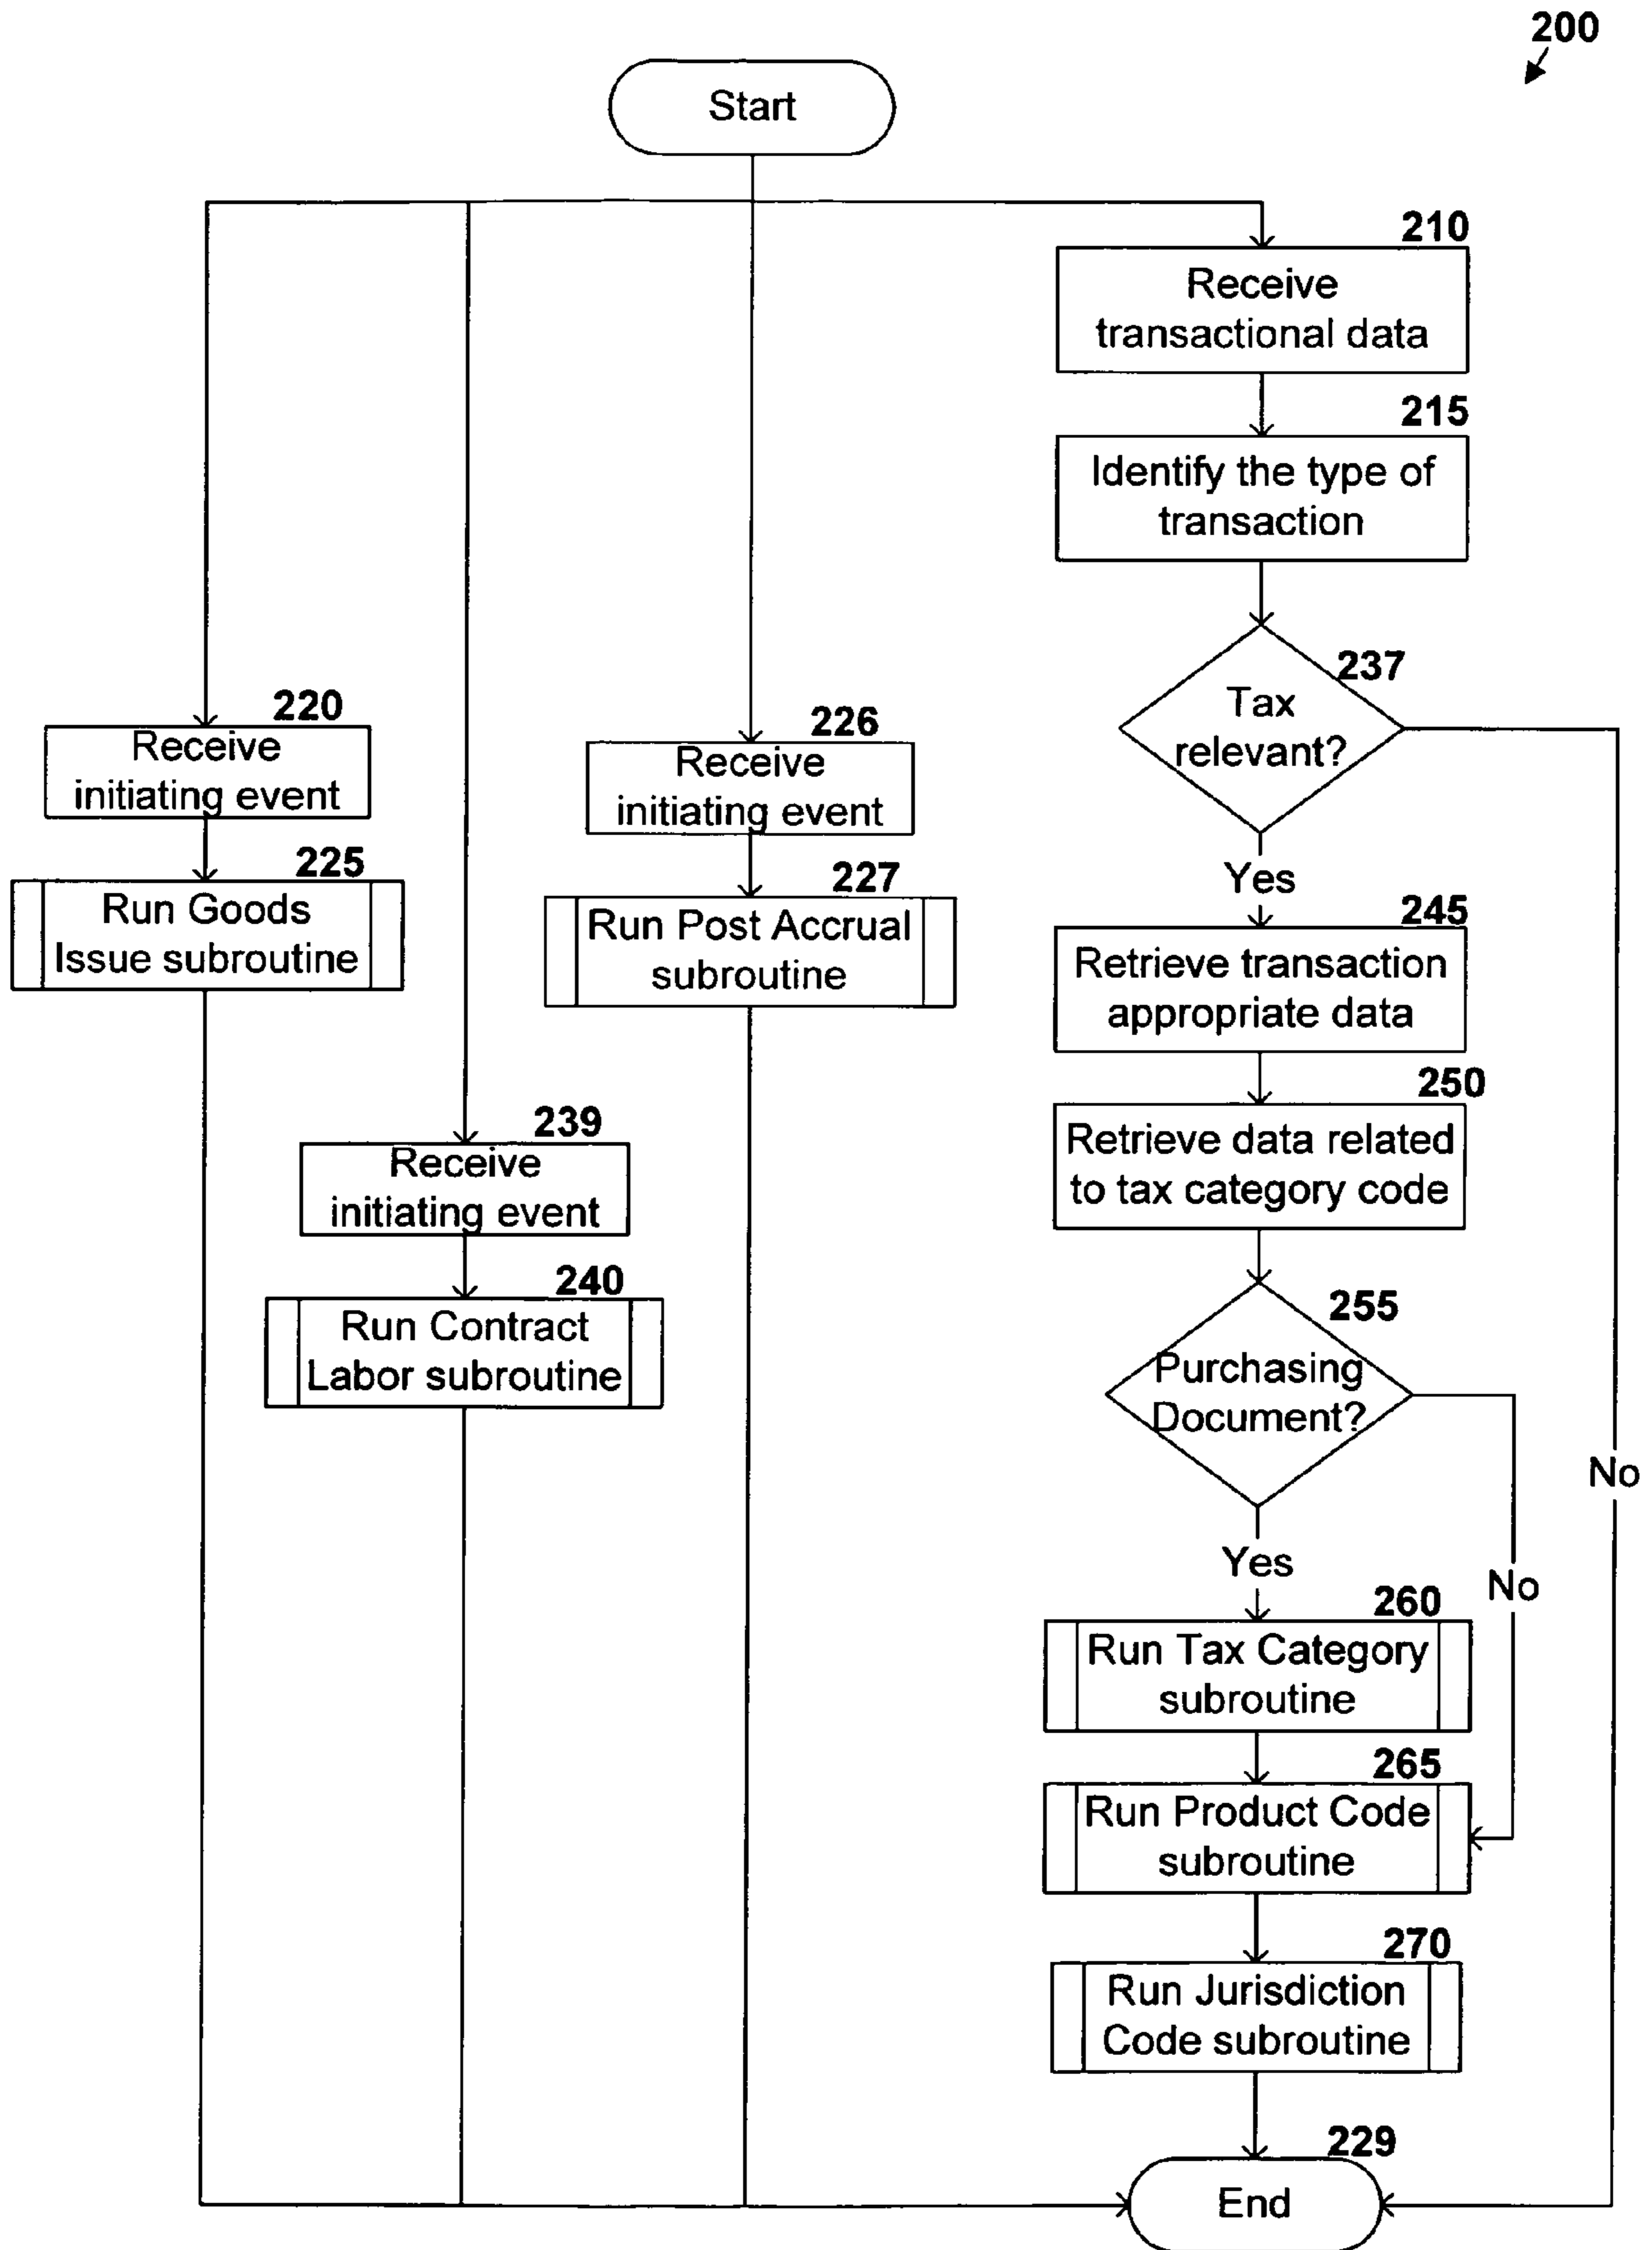 200
Start
210
Receive
transactional data
215
Identify the type of
transaction
237
Tax
relevant?
220
Receive
initiating event
226
Receive
initiating event
225
Run Goods
Issue subroutine
227
Run Post Accrual
subroutine
Yes
245
Retrieve transaction
appropriate data
250
Retrieve data related
to tax category code
239
Receive
initiating event
240
Run Contract
Labor subroutine
255
Purchasing
Document?
No
Yes
No
260
Run Tax Category
subroutine
265
Run Product Code
subroutine
270
Run Jurisdiction
Code subroutine
229
End